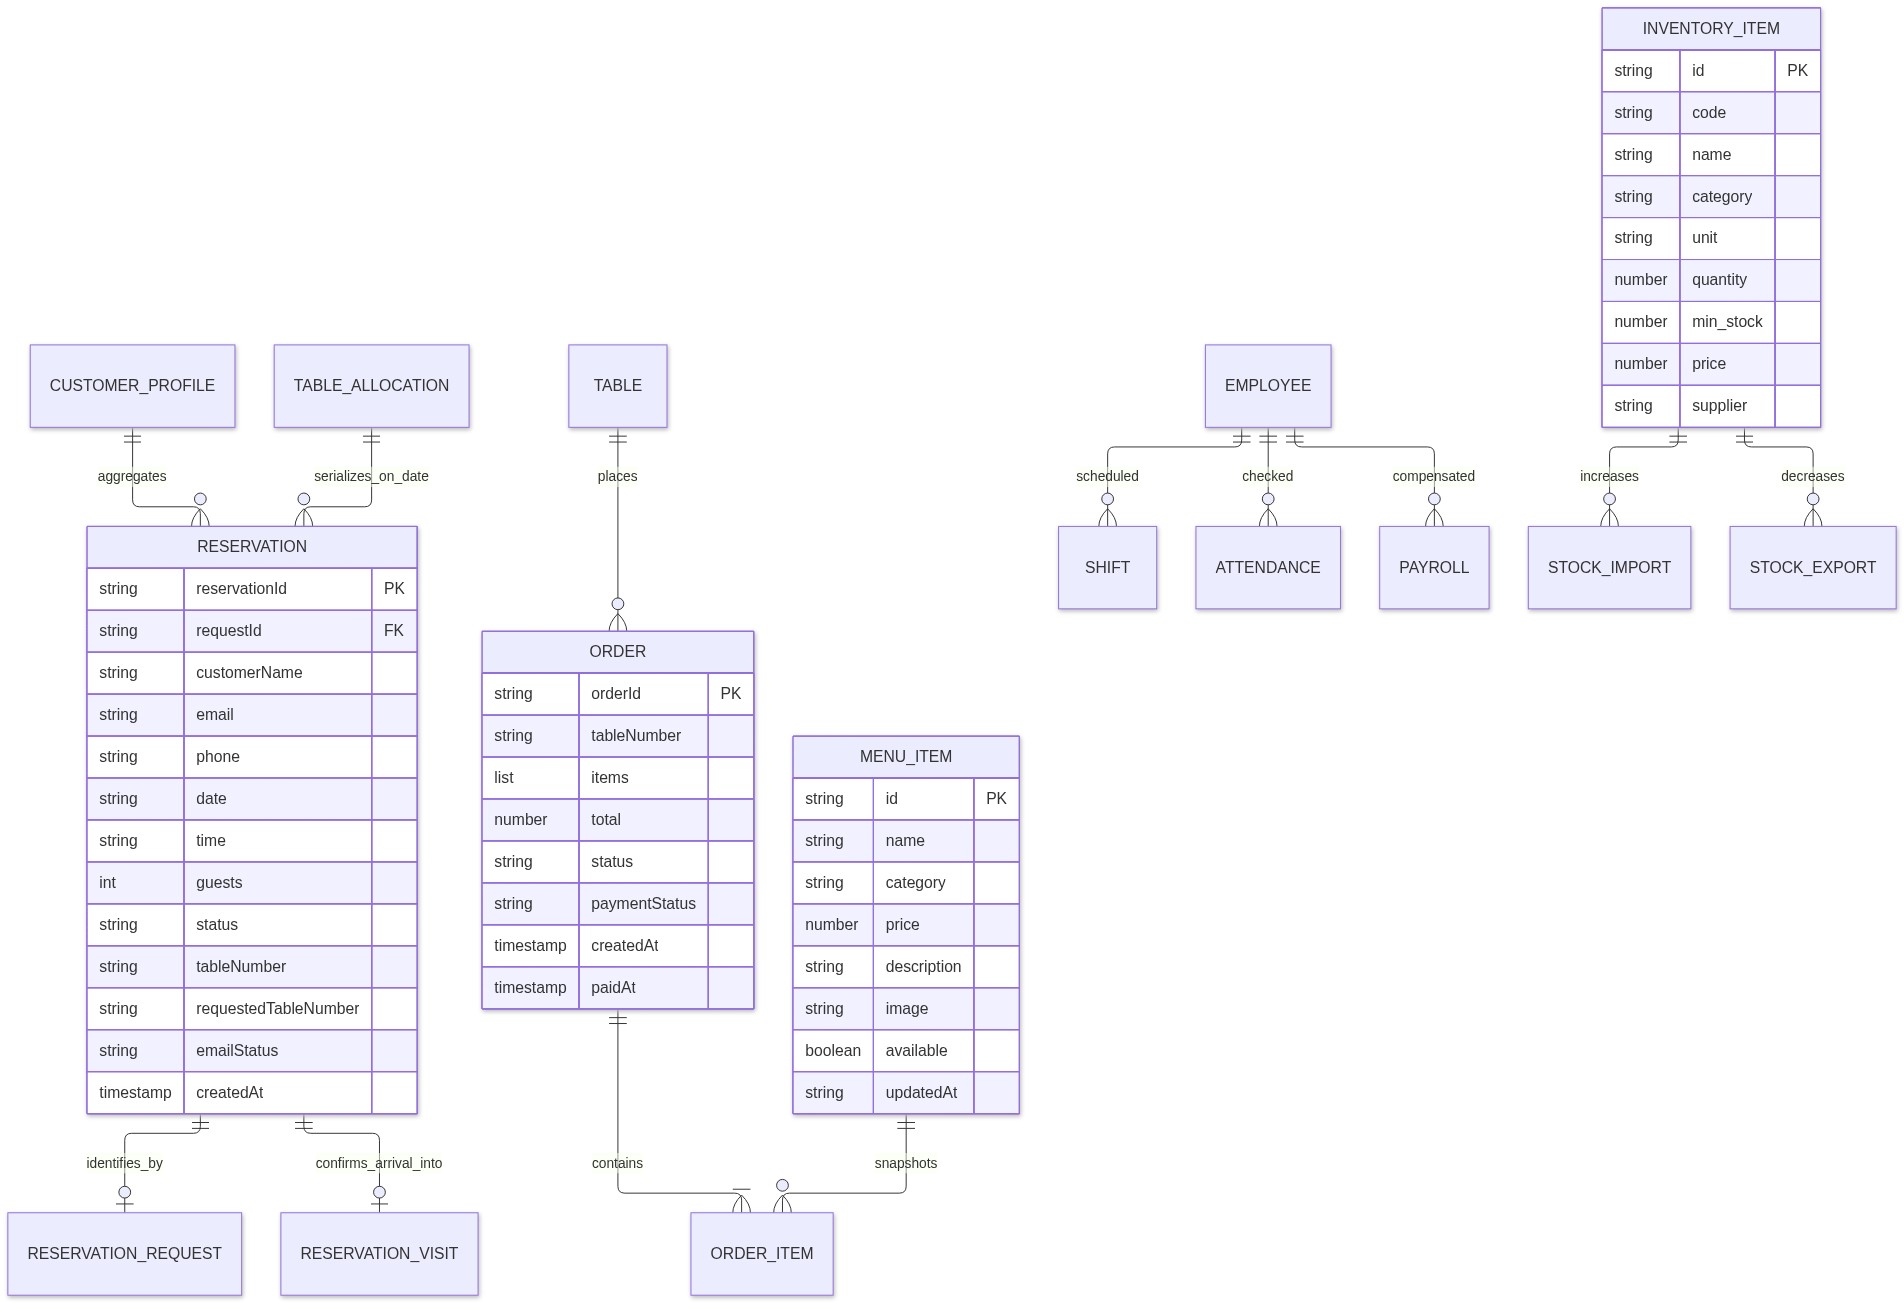 INVENTORY_ITEM
string id PK
string code
string name
string category
string unit
number quantity
number min_stock
number price
string supplier
CUSTOMER_PROFILE
TABLE_ALLOCATION
TABLE
EMPLOYEE
aggregates
serializes_on_date
places
scheduled
checked
compensated
increases
decreases
RESERVATION
string reservationId PK
string requestId FK
string customerName
string email
string phone
string date
string time
int guests
string status
string tableNumber
string requestedTableNumber
string emailStatus
timestamp createdAt
SHIFT
ATTENDANCE
PAYROLL
STOCK_IMPORT
STOCK_EXPORT
ORDER
string orderId PK
string tableNumber
list items
number total
string status
string paymentStatus
timestamp createdAt
timestamp paidAt
MENU_ITEM
string id PK
string name
string category
number price
string description
string image
boolean available
string updatedAt
identifies_by
confirms_arrival_into
contains
snapshots
RESERVATION_REQUEST
RESERVATION_VISIT
ORDER_ITEM